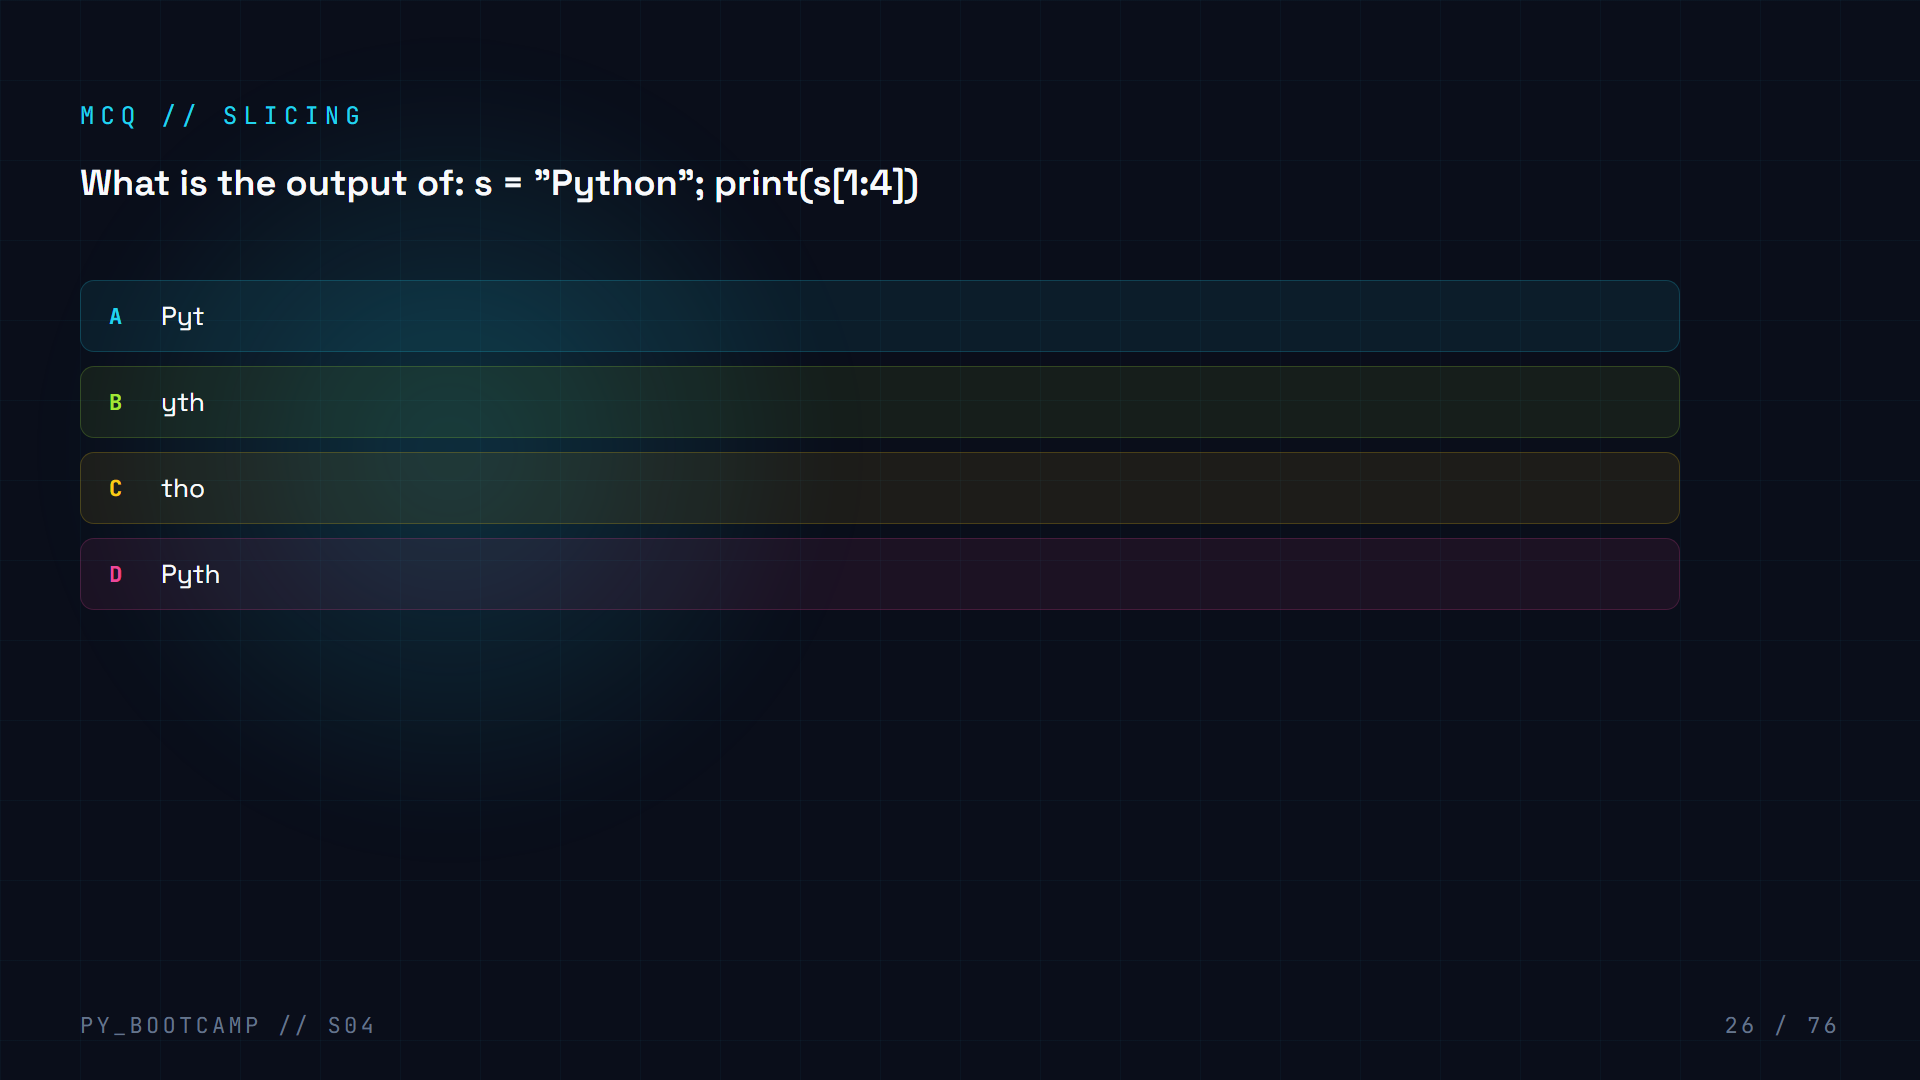 MCQ // SLICING
What is the output of: s = ”Python”; print(s[1:4])
A Pyt
B yth
C tho
D Pyth
PY_BOOTCAMP // S04
26 / 76